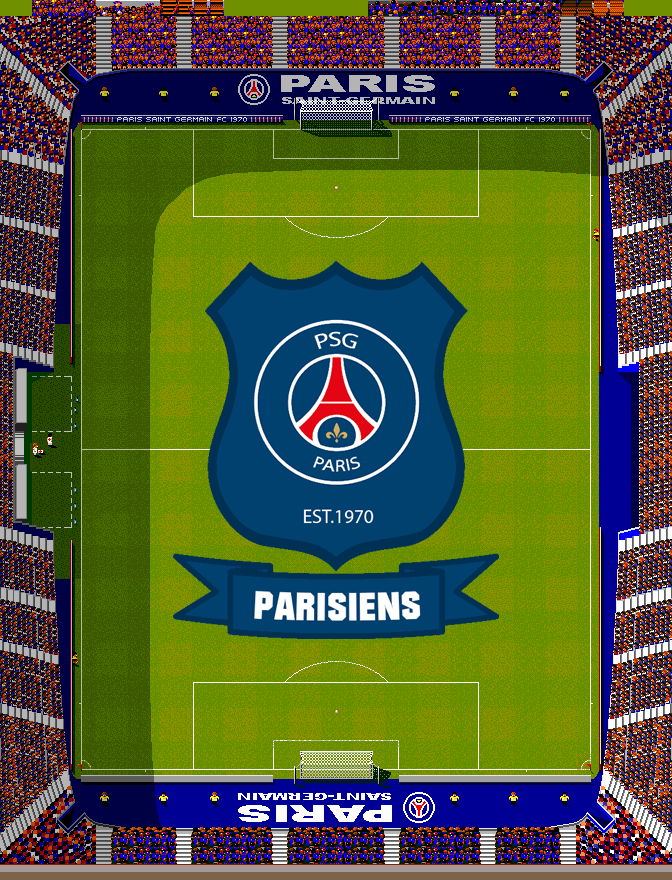 PARIS
SAINT-GERMAIN
PARIS SAINT GERMAIN FC 1970
PARIS SAINT GERMAIN FC 1970
PSG
PARIS
EST.1970
PARISIENS
SAINT-GERMAIN
PARIS